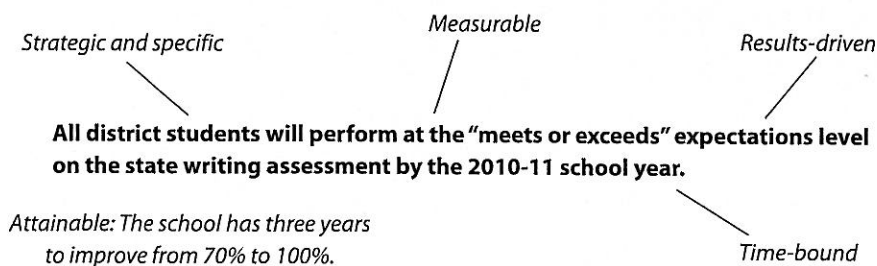 Measurable
Strategic and specific
Results-driven
All district students will perform at the “meets or exceeds” expectations level
on the state writing assessment by the 2010-11 school year.
Attainable: The school has three years
to improve from 70% to 100%.
Time-bound